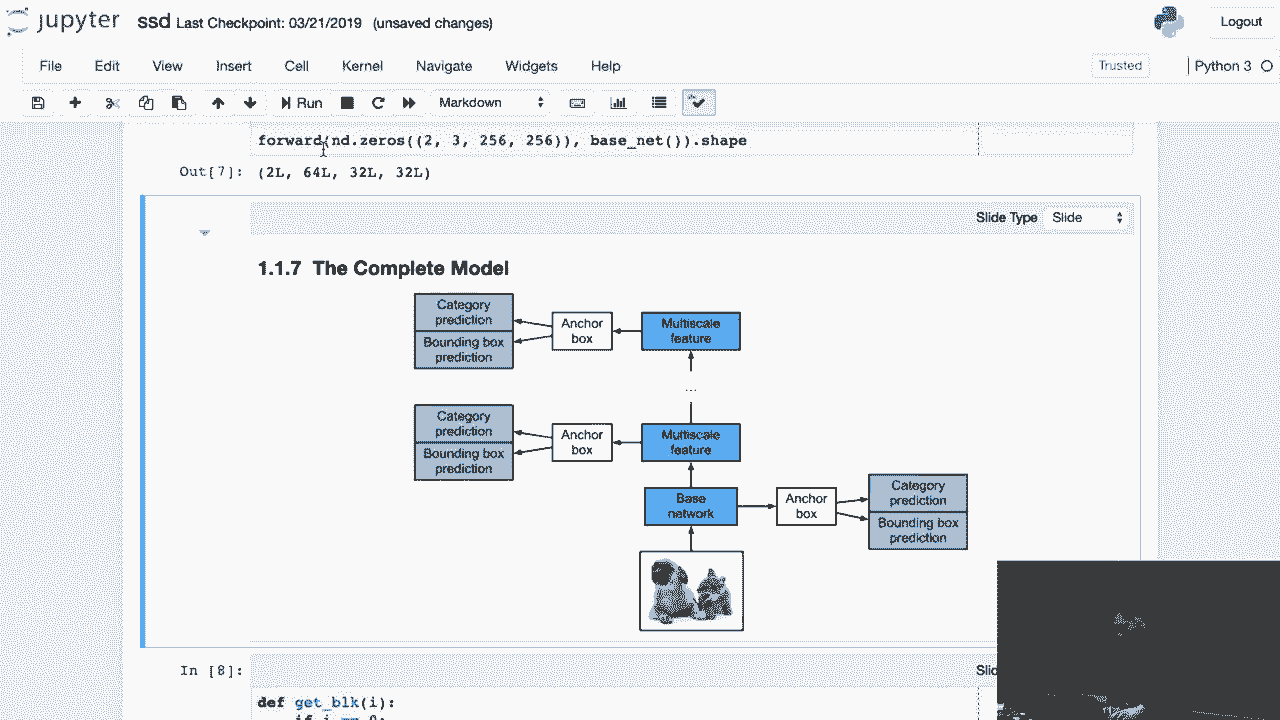 jupyter ssd Last Checkpoint: 03/21/2019 (unsaved changes)
Logout
File Edit View Insert Cell Kernel Navigate Widgets Help
Trusted
Python 3
Run
Markdown
forward(nd.zeros((2, 3, 256, 256)), base_net()).shape
Out[7]: (2L, 64L, 32L, 32L)
Slide Type Slide
1.1.7 The Complete Model
Category
prediction
Bounding box
prediction
Anchor
box
Multiscale
feature
...
Category
prediction
Bounding box
prediction
Anchor
box
Multiscale
feature
Base
network
Anchor
box
Category
prediction
Bounding box
prediction
In [8]:
def get_blk(i):